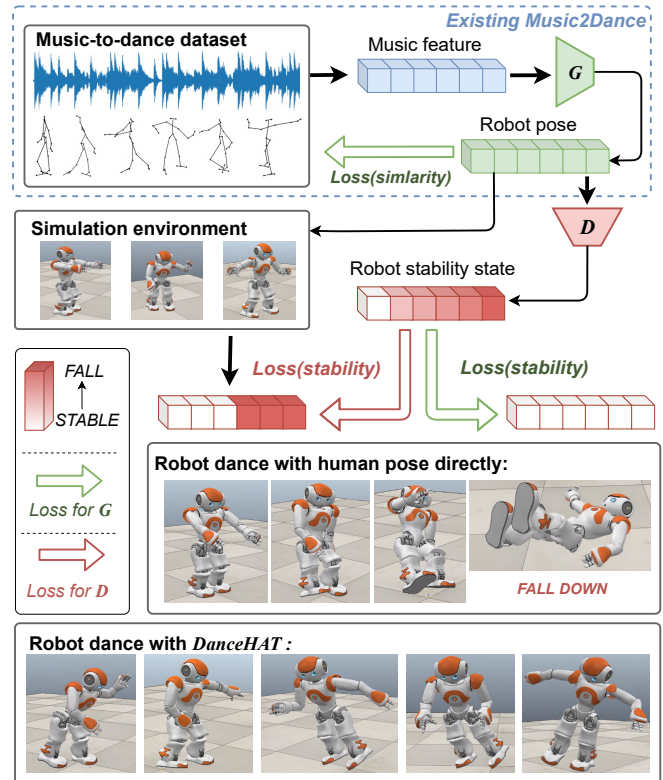 Existing Music2Dance
Music-to-dance dataset
Music feature
G
Robot pose
Loss(simlarity)
D
Simulation environment
Robot stability state
Loss(stability)
Loss(stability)
FALL
STABLE
Loss for G
Loss for D
Robot dance with human pose directly:
FALL DOWN
Robot dance with DanceHAT :